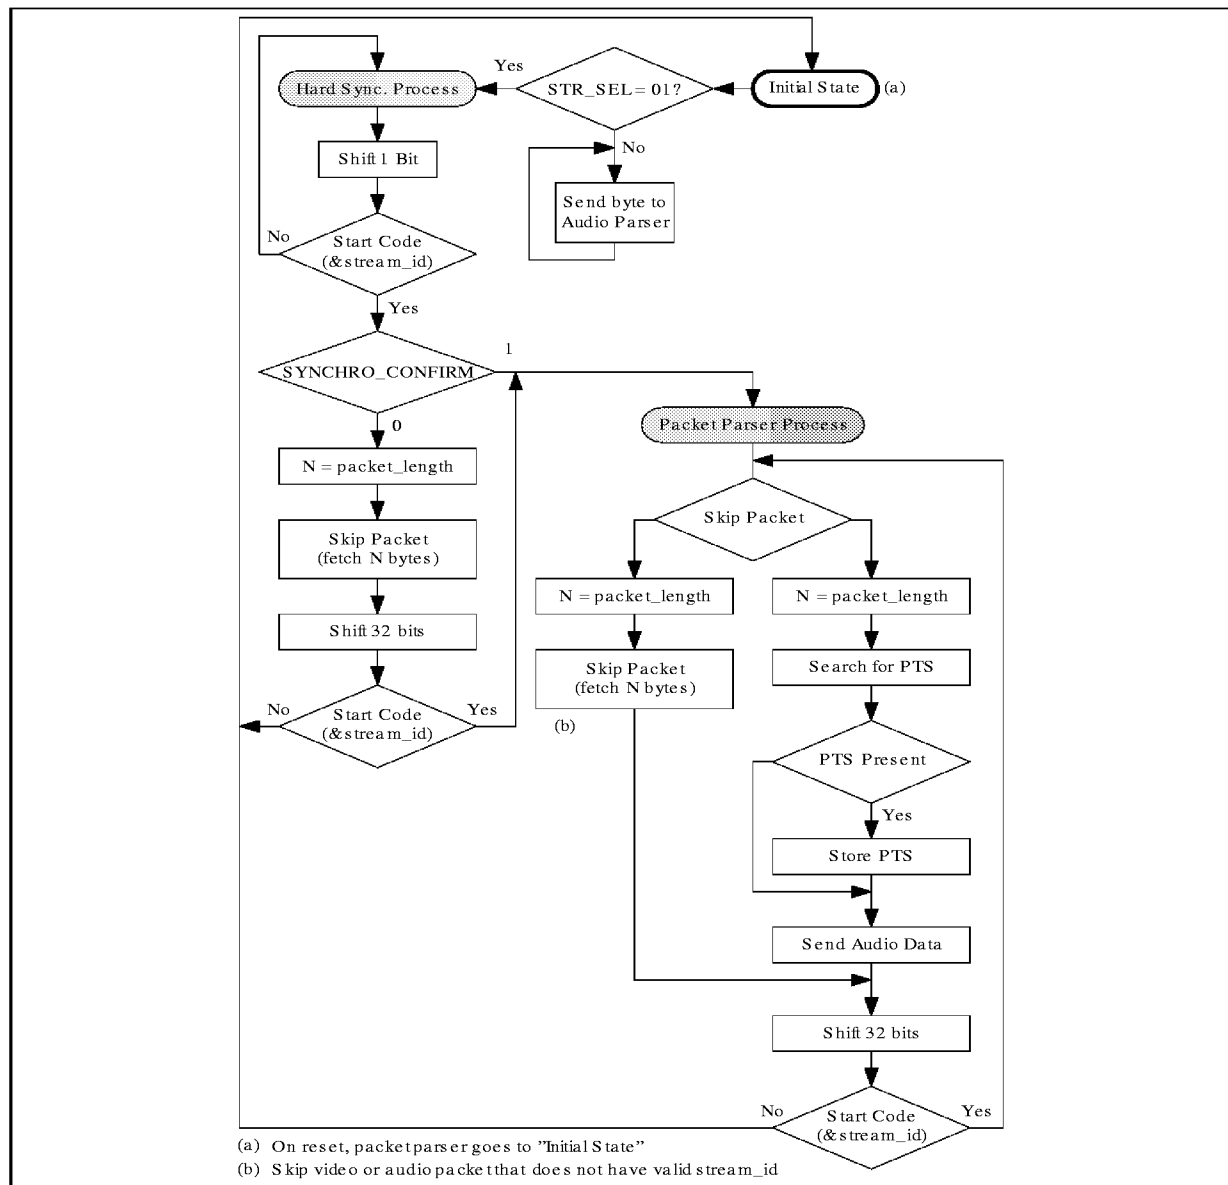 Initial State
(a)
STR_SEL= 01?
Yes
No
Send byte to
Audio Parser
Hard Sync. Process
Shift 1 Bit
Start Code
(&stream_id)
No
Yes
SYNCHRO_CONFIRM
1
0
N = packet_length
Skip Packet
(fetch N bytes)
Shift 32 bits
No
Start Code
(&stream_id)
Yes
Packet Parser Process
Skip Packet
N = packet_length
Skip Packet
(fetch N bytes)
(b)
N = packet_length
Search for PTS
PTS Present
Yes
Store PTS
Send Audio Data
Shift 32 bits
No
Start Code
(&stream_id)
Yes
(a) On reset, packet parser goes to "Initial State"
(b) Skip video or audio packet that does not have valid stream_id